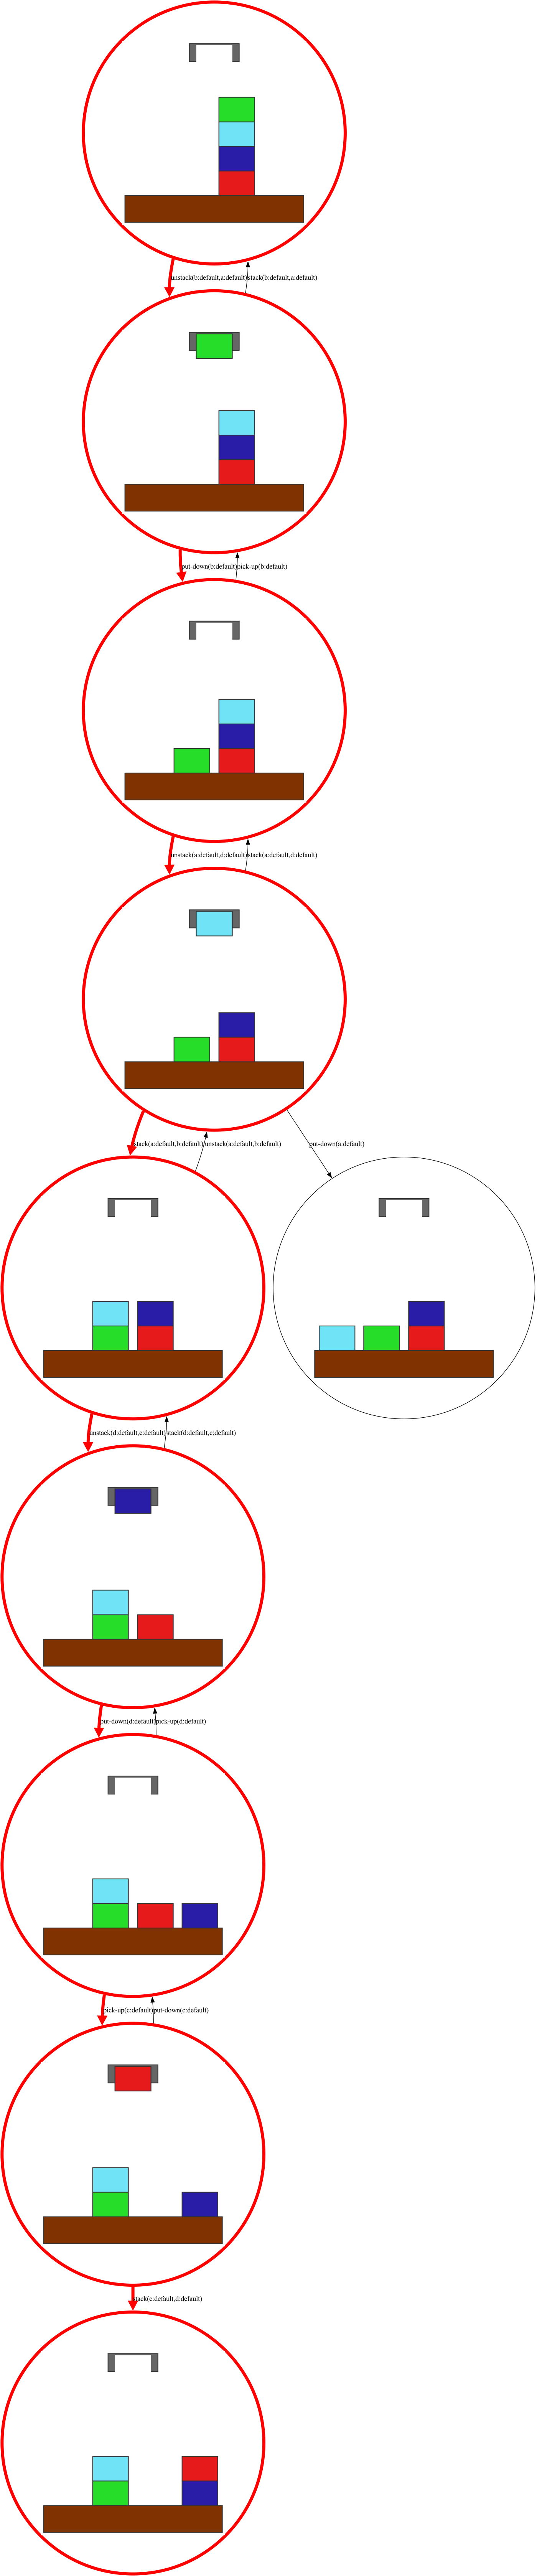 unstack(b:default,a:default)
stack(b:default,a:default)
put-down(b:default)
pick-up(b:default)
unstack(a:default,d:default)
stack(a:default,d:default)
stack(a:default,b:default)
unstack(a:default,b:default)
put-down(a:default)
unstack(d:default,c:default)
stack(d:default,c:default)
put-down(d:default)
pick-up(d:default)
pick-up(c:default)
put-down(c:default)
stack(c:default,d:default)